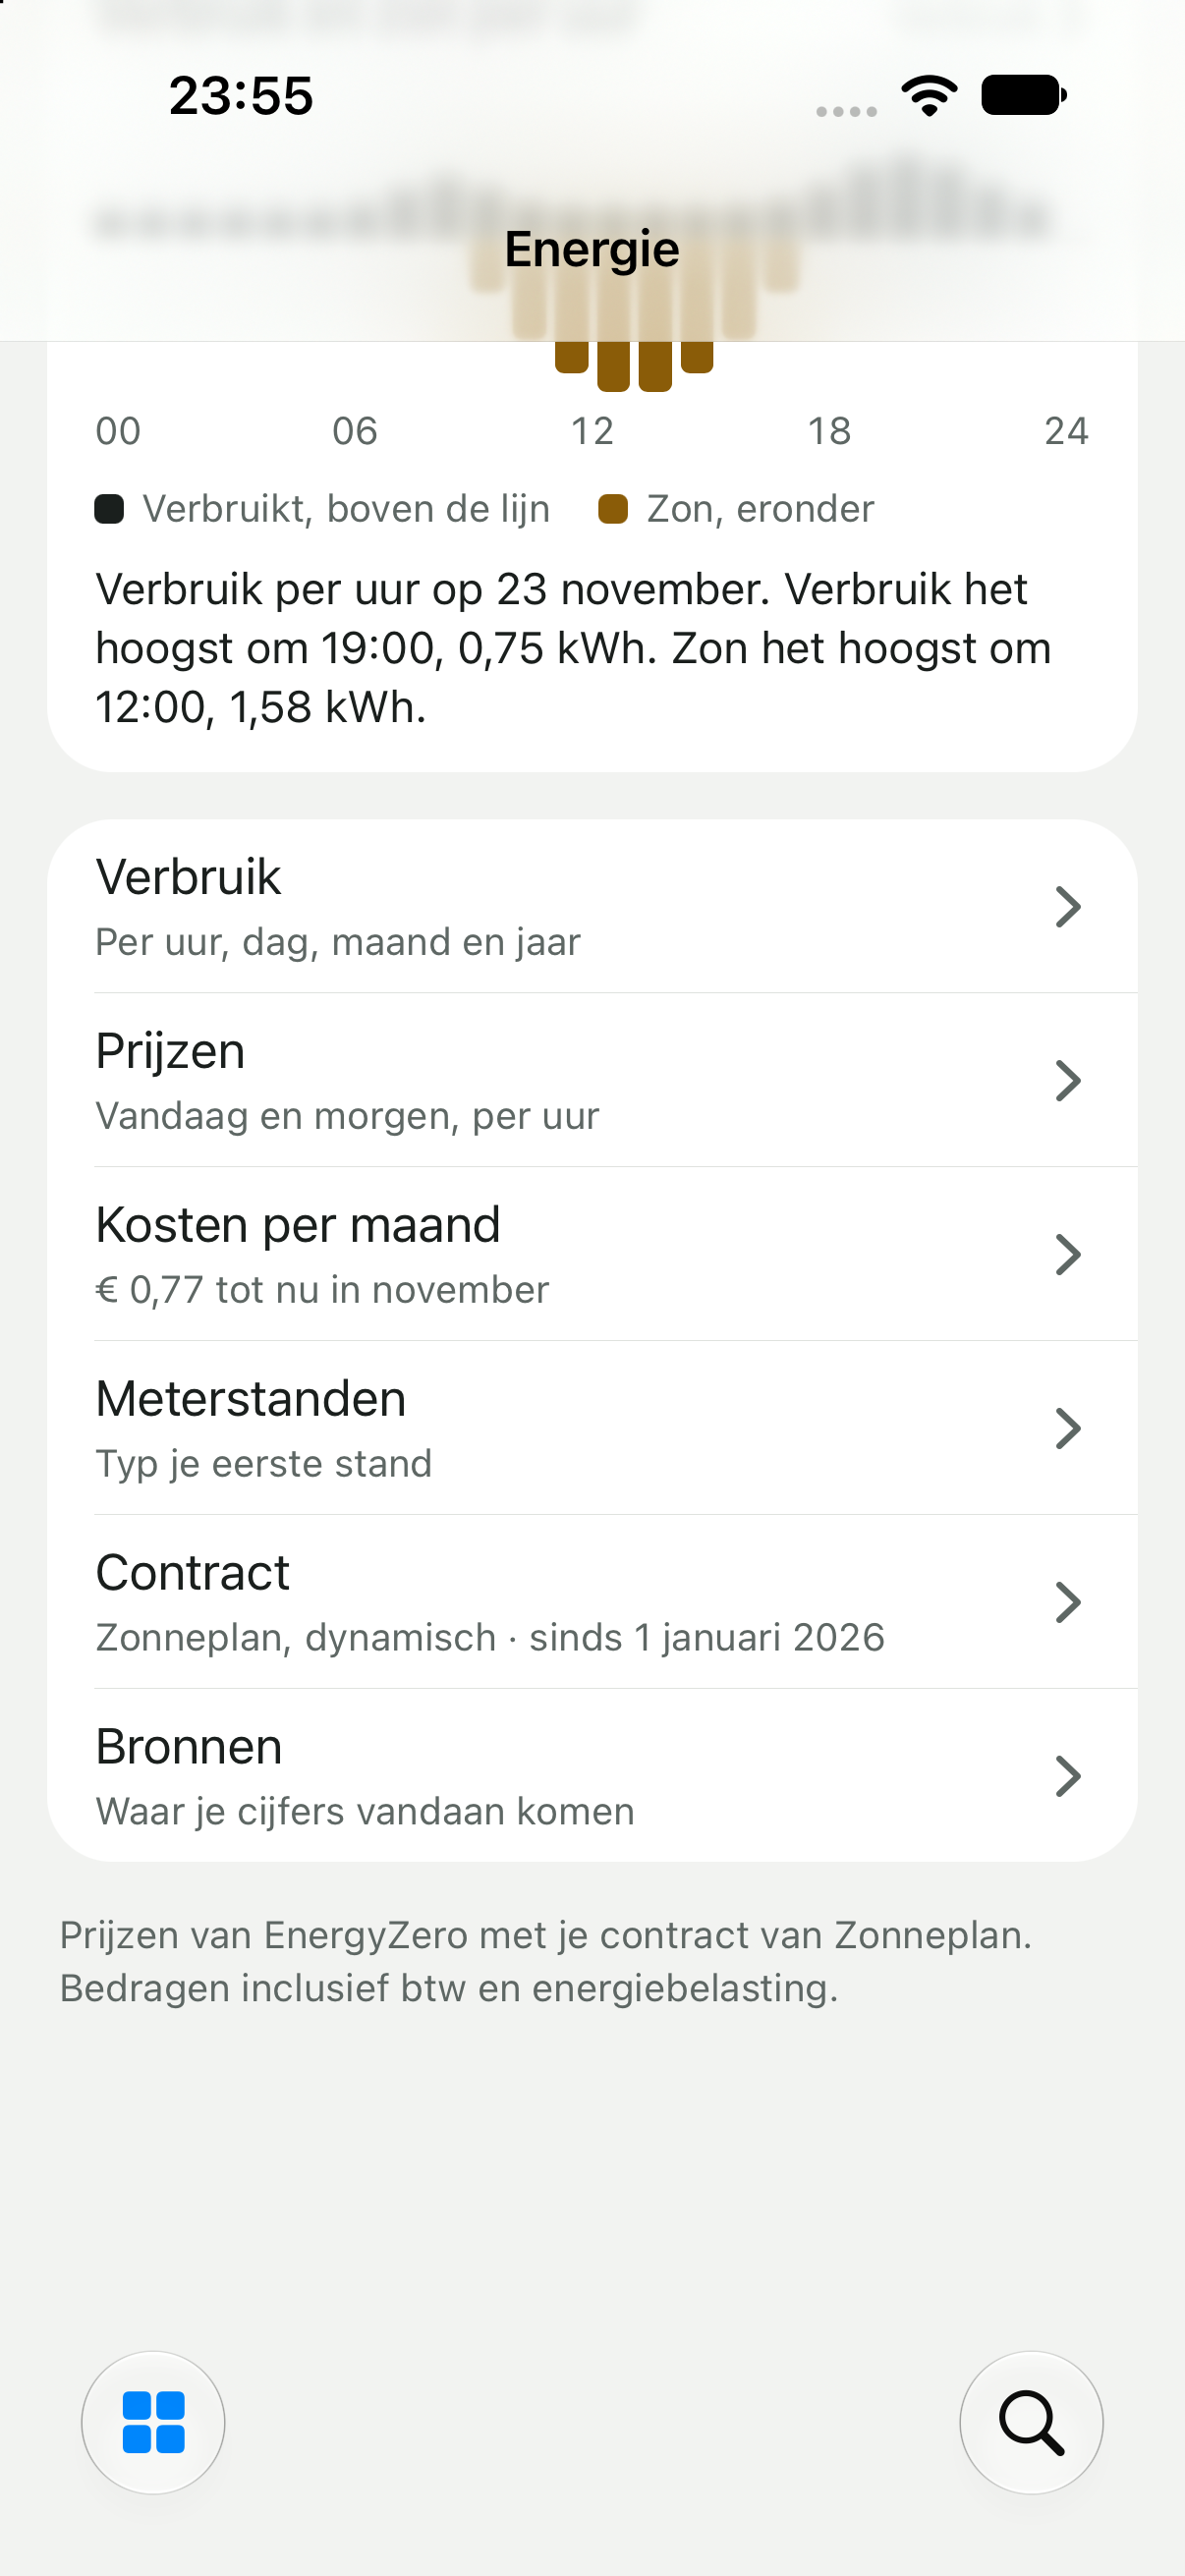 23:55
Energie
00 06 12 18 24
Verbruikt, boven de lijn Zon, eronder
Verbruik per uur op 23 november. Verbruik het
hoogst om 19:00, 0,75 kWh. Zon het hoogst om
12:00, 1,58 kWh.
Verbruik
Per uur, dag, maand en jaar
Prijzen
Vandaag en morgen, per uur
Kosten per maand
€ 0,77 tot nu in november
Meterstanden
Typ je eerste stand
Contract
Zonneplan, dynamisch · sinds 1 januari 2026
Bronnen
Waar je cijfers vandaan komen
Prijzen van EnergyZero met je contract van Zonneplan.
Bedragen inclusief btw en energiebelasting.